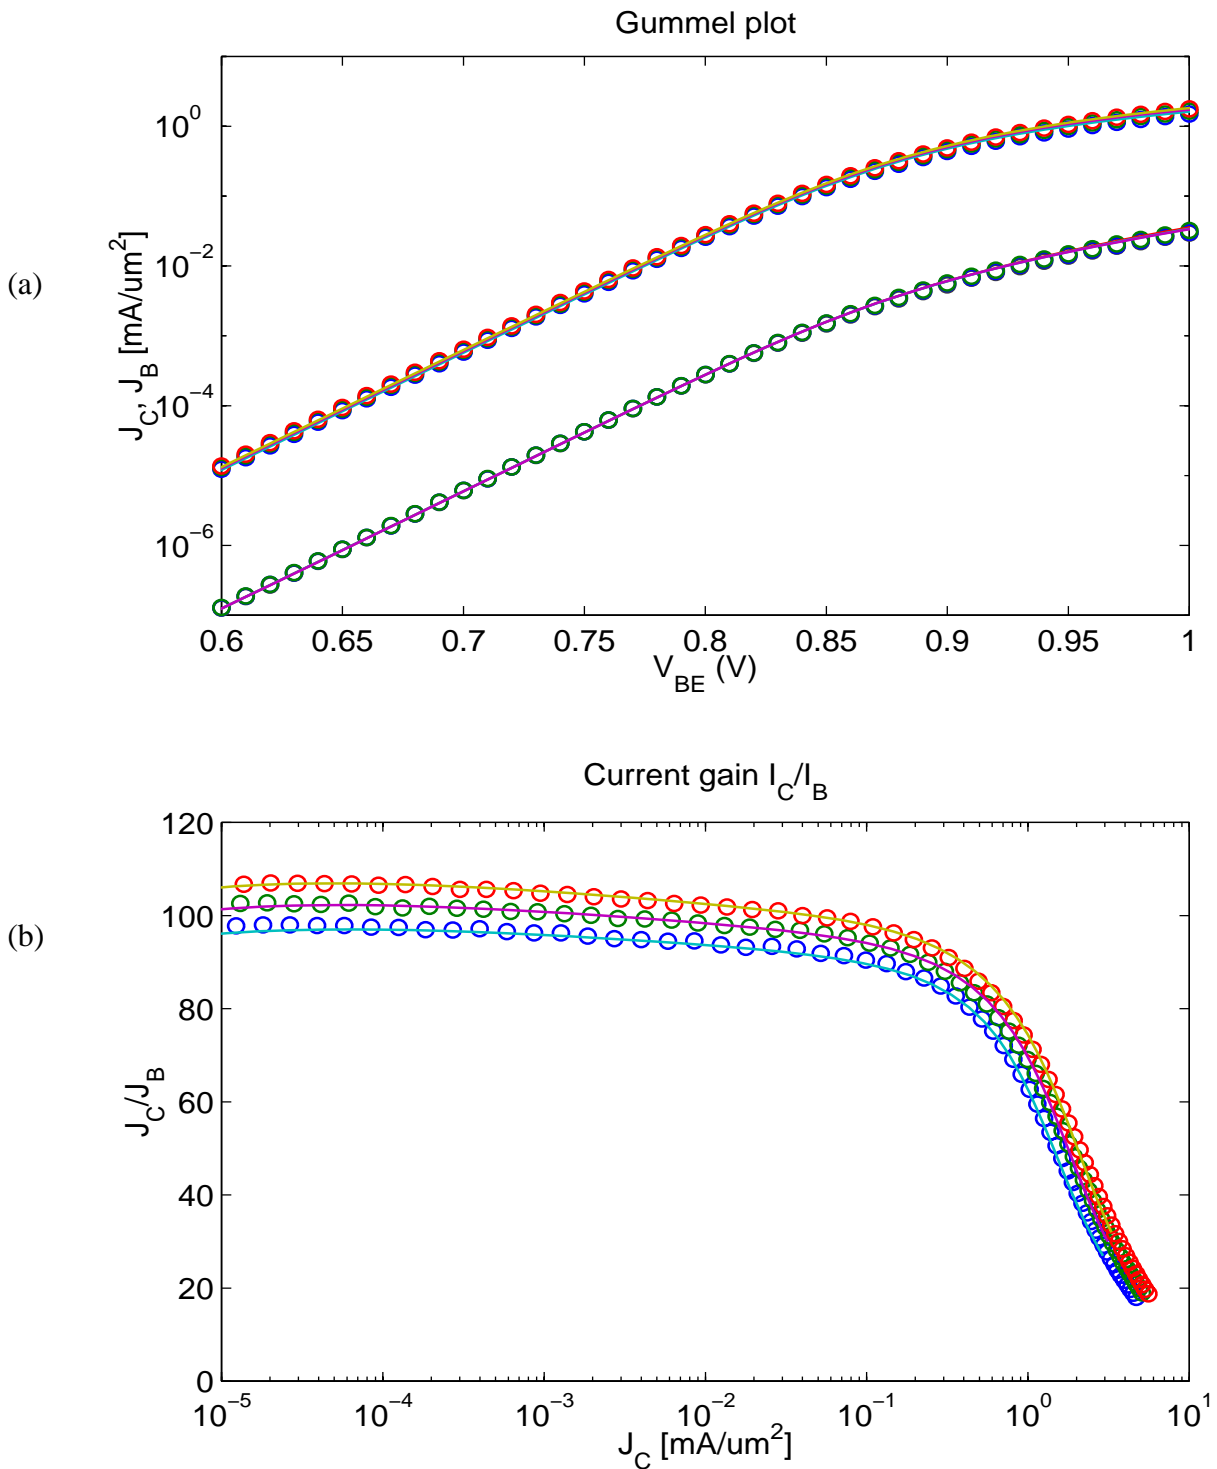 Gummel plot
(a)
J_C, J_B [mA/um^2]
10^0
10^−2
10^−4
10^−6
0.6 0.65 0.7 0.75 0.8 0.85 0.9 0.95 1
V_BE (V)
Current gain I_C/I_B
(b)
J_C/J_B
120
100
80
60
40
20
0
10^−5 10^−4 10^−3 10^−2 10^−1 10^0 10^1
J_C [mA/um^2]